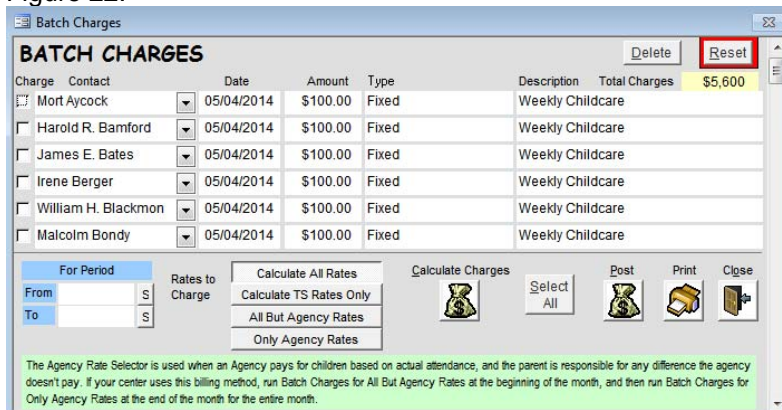 Figure 22:
Batch Charges
BATCH CHARGES Delete Reset
Charge Contact Date Amount Type Description Total Charges $5,600
Mort Aycock 05/04/2014 $100.00 Fixed Weekly Childcare
Harold R. Bamford 05/04/2014 $100.00 Fixed Weekly Childcare
James E. Bates 05/04/2014 $100.00 Fixed Weekly Childcare
Irene Berger 05/04/2014 $100.00 Fixed Weekly Childcare
William H. Blackmon 05/04/2014 $100.00 Fixed Weekly Childcare
Malcolm Bondy 05/04/2014 $100.00 Fixed Weekly Childcare
For Period
From S
To S
Rates to
Charge
Calculate All Rates
Calculate TS Rates Only
All But Agency Rates
Only Agency Rates
Calculate Charges
Select
All
Post Print Close
The Agency Rate Selector is used when an Agency pays for children based on actual attendance, and the parent is responsible for any difference the agency
doesn't pay. If your center uses this billing method, run Batch Charges for All But Agency Rates at the beginning of the month, and then run Batch Charges for
Only Agency Rates at the end of the month for the entire month.